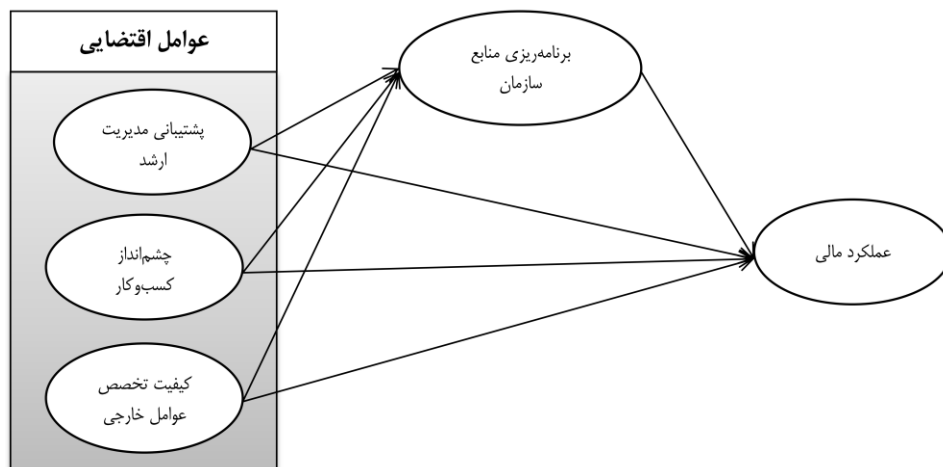 عوامل اقتضایی
پشتیبانی مدیریت
ارشد
چشم‌انداز
کسب‌وکار
کیفیت تخصص
عوامل خارجی
برنامه‌ریزی منابع
سازمان
عملکرد مالی